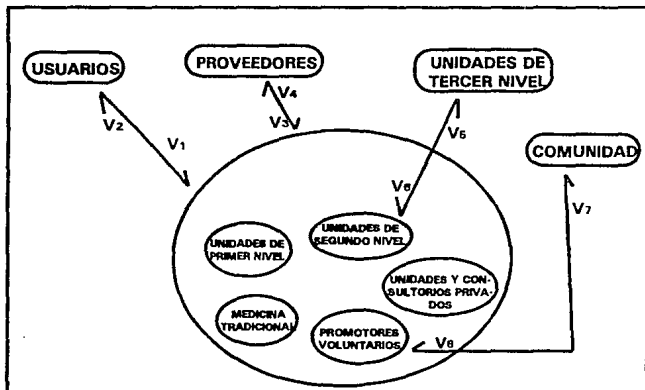 USUARIOS
PROVEEDORES
UNIDADES DE
TERCER NIVEL
V4
V3
V2
V1
V5
COMUNIDAD
V6
V7
UNIDADES DE
PRIMER NIVEL
UNIDADES DE
SEGUNDO NIVEL
UNIDADES Y CON-
SULTORIOS PRIVA-
DOS
MEDICINA
TRADICIONAL
PROMOTORES
VOLUNTARIOS
V8